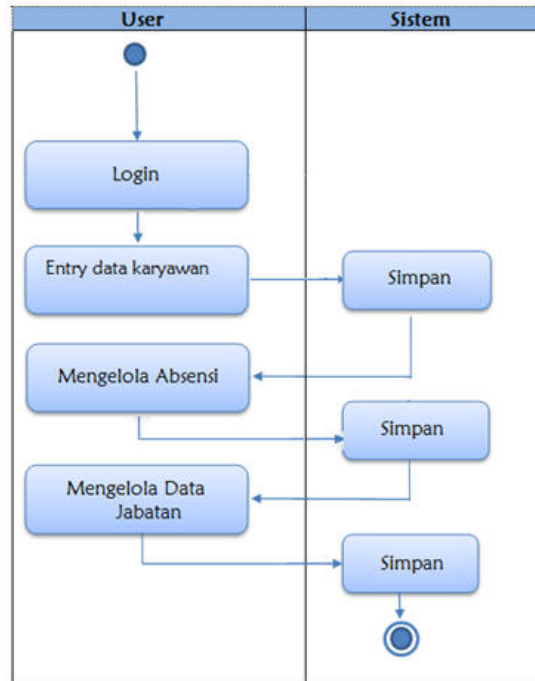 User
Sistem
Login
Entry data karyawan
Simpan
Mengelola Absensi
Simpan
Mengelola Data
Jabatan
Simpan